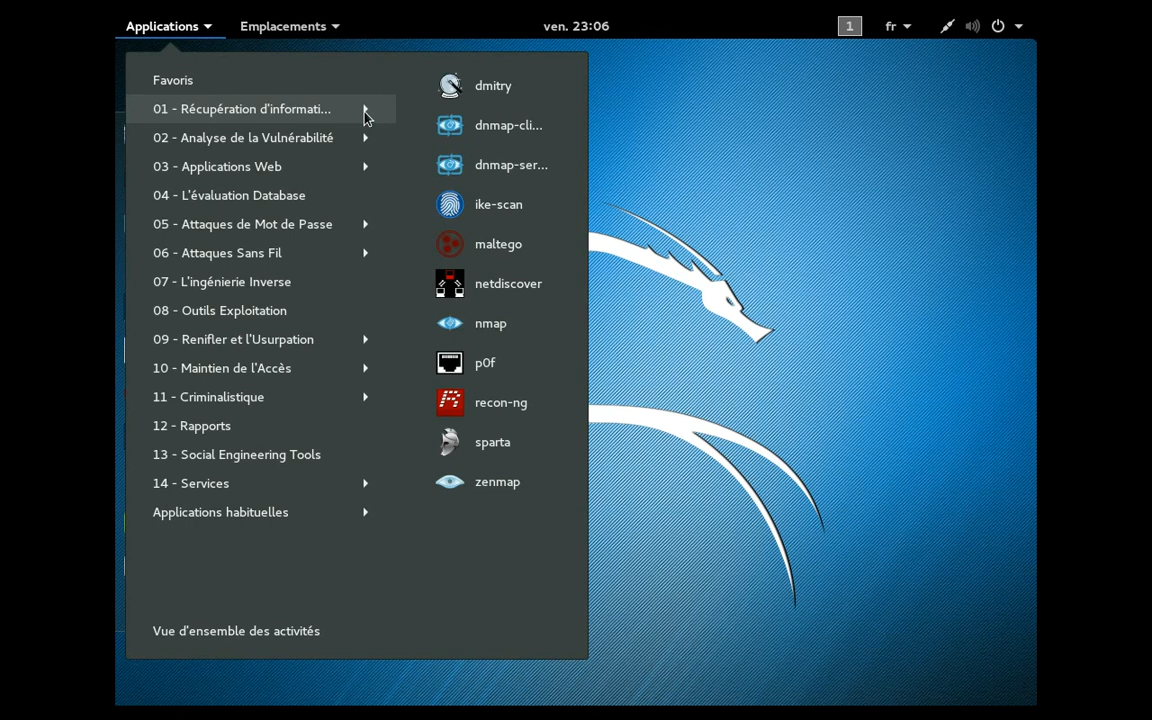 Applications Emplacements ven. 23:06 1 fr
Favoris
01 - Récupération d'informati...
02 - Analyse de la Vulnérabilité
03 - Applications Web
04 - L'évaluation Database
05 - Attaques de Mot de Passe
06 - Attaques Sans Fil
07 - L'ingénierie Inverse
08 - Outils Exploitation
09 - Renifler et l'Usurpation
10 - Maintien de l'Accès
11 - Criminalistique
12 - Rapports
13 - Social Engineering Tools
14 - Services
Applications habituelles
Vue d'ensemble des activités
dmitry
dnmap-cli...
dnmap-ser...
ike-scan
maltego
netdiscover
nmap
p0f
recon-ng
sparta
zenmap